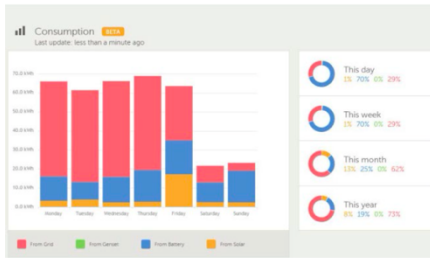 Consumption BETA
Last update: less than a minute ago
70.0 kWh
60.0 kWh
50.0 kWh
40.0 kWh
30.0 kWh
20.0 kWh
10.0 kWh
0.0 kWh
Monday Tuesday Wednesday Thursday Friday Saturday Sunday
From Grid From Genset From Battery From Solar
This day
1% 70% 0% 29%
This week
1% 70% 0% 29%
This month
13% 25% 0% 62%
This year
8% 19% 0% 73%